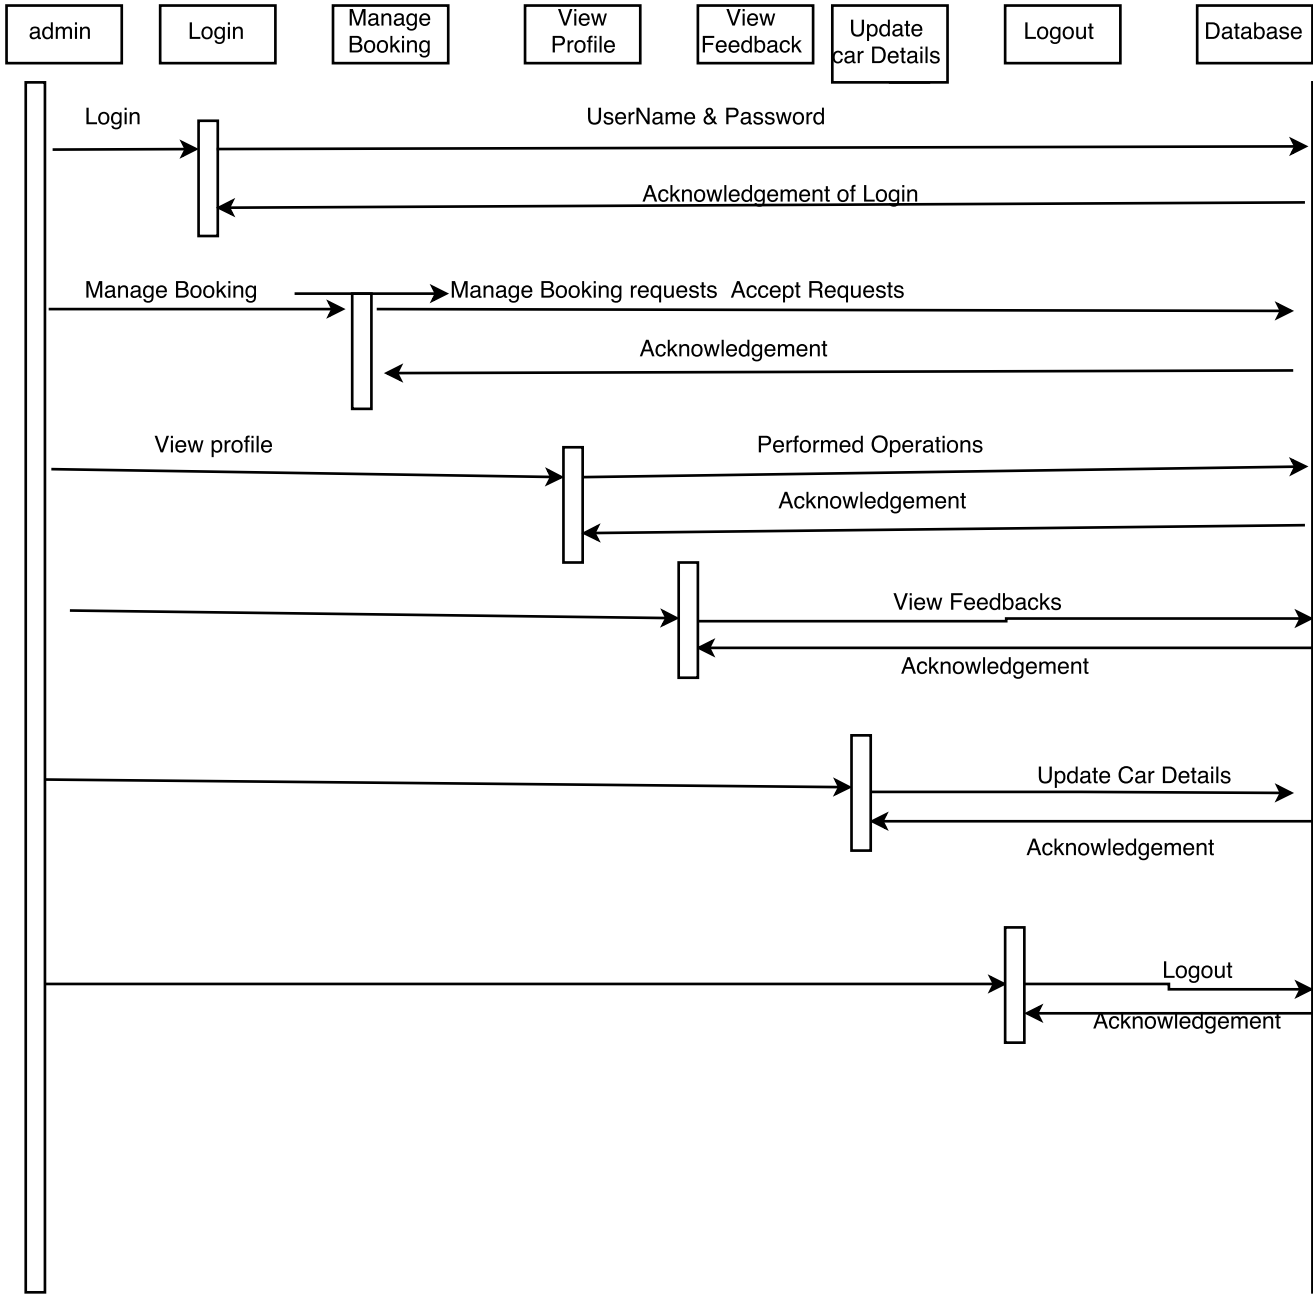 admin
Login
Manage
Booking
View
Profile
View
Feedback
Update
car Details
Logout
Database
Login
UserName & Password
Acknowledgement of Login
Manage Booking
Manage Booking requests  Accept Requests
Acknowledgement
View profile
Performed Operations
Acknowledgement
View Feedbacks
Acknowledgement
Update Car Details
Acknowledgement
Logout
Acknowledgement